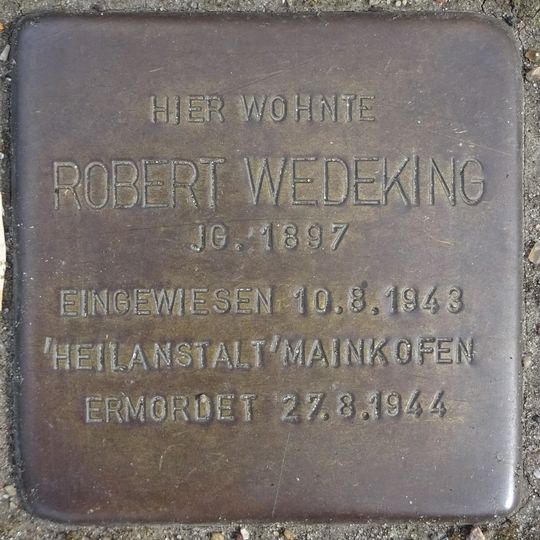 HIER WOHNTE
ROBERT WEDEKING
JG. 1897
EINGEWIESEN 10.8.1943
'HEILANSTALT' MAINKOFEN
ERMORDET 27.8.1944